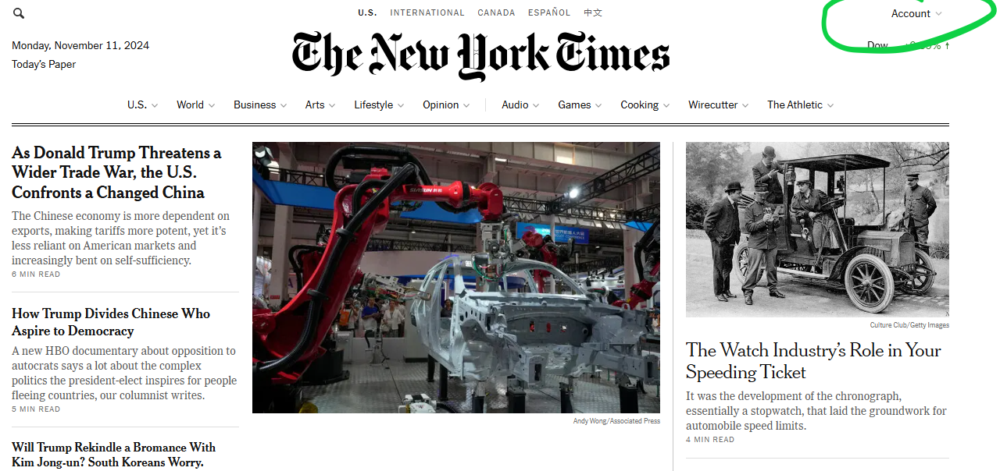 U.S. INTERNATIONAL CANADA ESPAÑOL 中文
Account
Monday, November 11, 2024
Today's Paper
The New York Times
Dow
U.S. World Business Arts Lifestyle Opinion Audio Games Cooking Wirecutter The Athletic
As Donald Trump Threatens a
Wider Trade War, the U.S.
Confronts a Changed China
The Chinese economy is more dependent on
exports, making tariffs more potent, yet it's
less reliant on American markets and
increasingly bent on self-sufficiency.
6 MIN READ
How Trump Divides Chinese Who
Aspire to Democracy
A new HBO documentary about opposition to
autocrats says a lot about the complex
politics the president-elect inspires for people
fleeing countries, our columnist writes.
5 MIN READ
Will Trump Rekindle a Bromance With
Kim Jong-un? South Koreans Worry.
SIASUN
Andy Wong/Associated Press
Culture Club/Getty Images
The Watch Industry's Role in Your
Speeding Ticket
It was the development of the chronograph,
essentially a stopwatch, that laid the groundwork for
automobile speed limits.
4 MIN READ